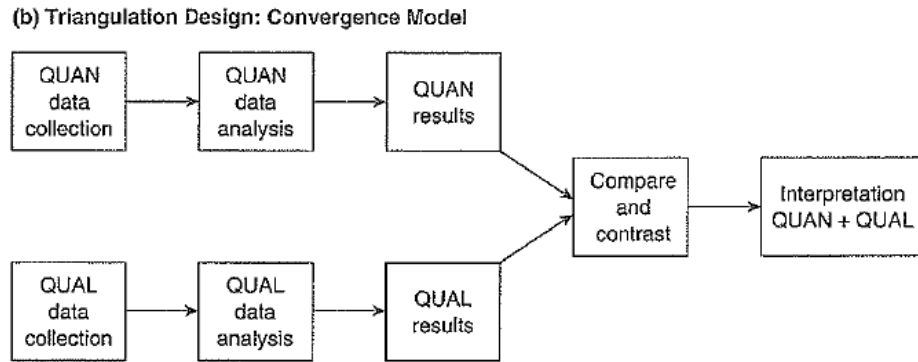 (b) Triangulation Design: Convergence Model
QUAN
data
collection
QUAN
data
analysis
QUAN
results
Compare
and
contrast
Interpretation
QUAN + QUAL
QUAL
data
collection
QUAL
data
analysis
QUAL
results